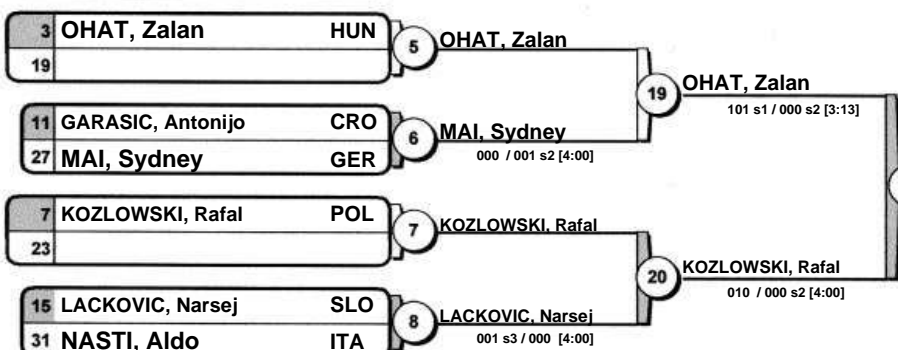 3 OHAT, Zalan HUN
19
5 OHAT, Zalan
19 OHAT, Zalan
101 s1 / 000 s2 [3:13]
11 GARASIC, Antonijo CRO
27 MAI, Sydney GER
6 MAI, Sydney
000 / 001 s2 [4:00]
7 KOZLOWSKI, Rafal POL
23
7 KOZLOWSKI, Rafal
20 KOZLOWSKI, Rafal
010 / 000 s2 [4:00]
15 LACKOVIC, Narsej SLO
31 NASTI, Aldo ITA
8 LACKOVIC, Narsej
001 s3 / 000 [4:00]